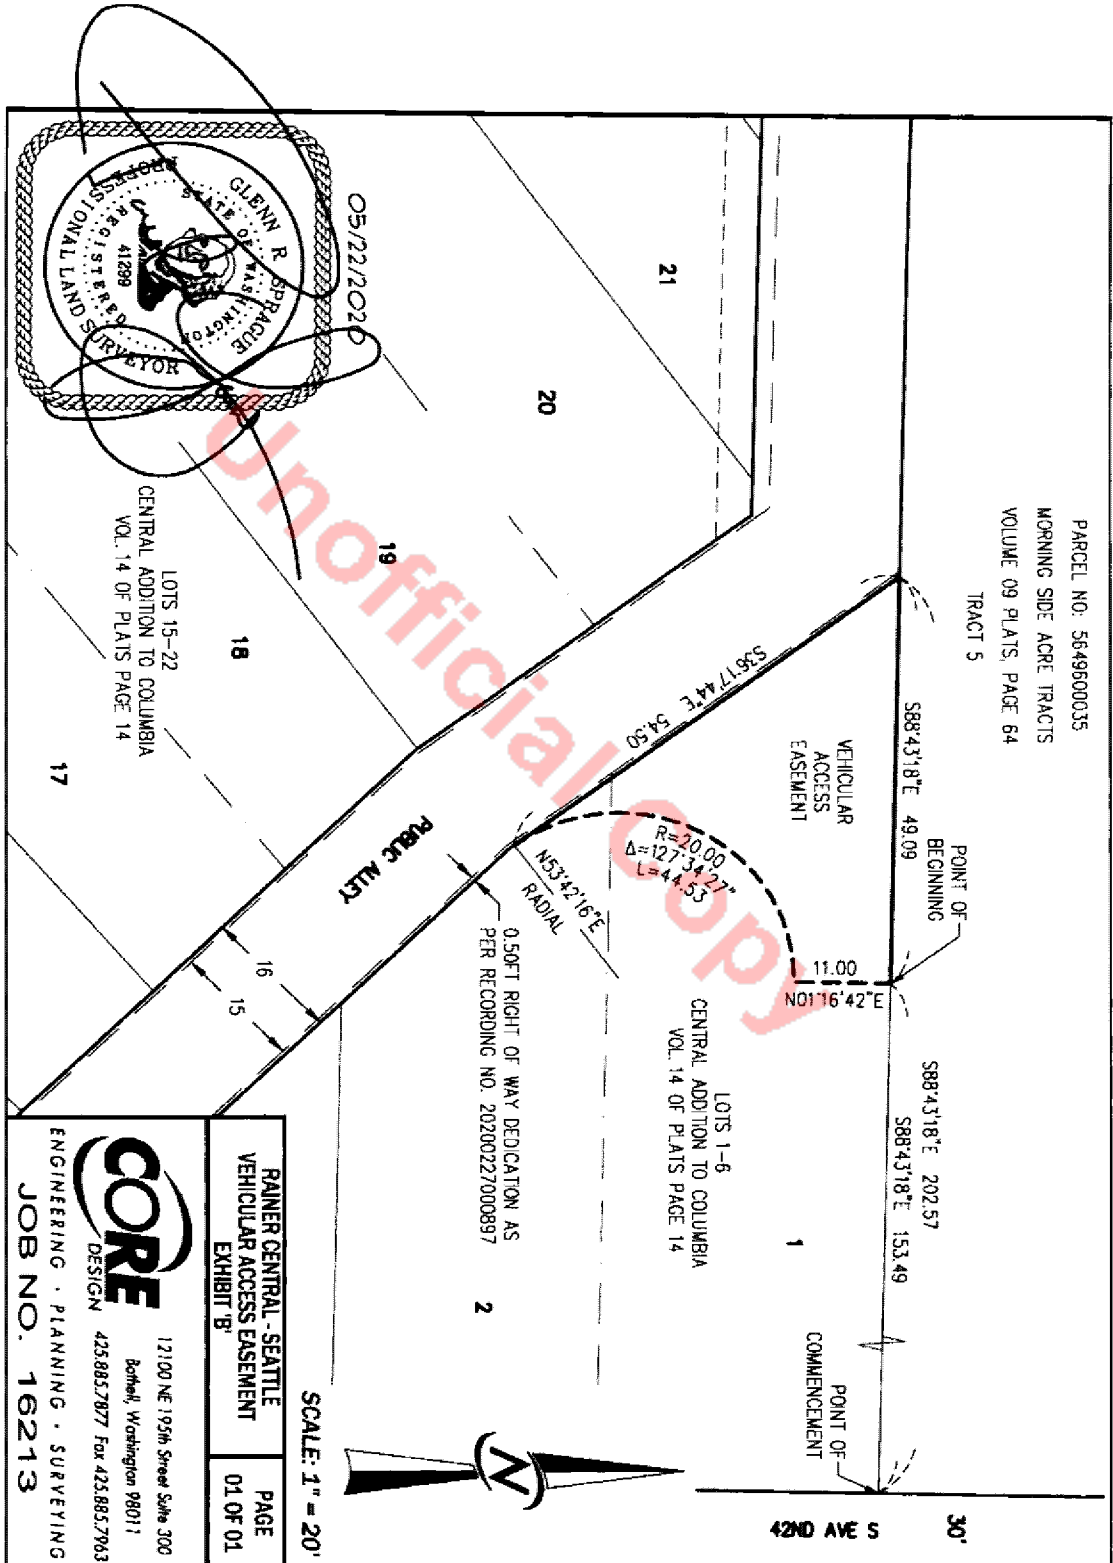 PARCEL NO: 5649600035
MORNING SIDE ACRE TRACTS
VOLUME 09 PLATS, PAGE 64
TRACT 5
S88°43'18"E 49.09
POINT OF
BEGINNING
S88°43'18"E 202.57
S88°43'18"E 153.49
POINT OF
COMMENCEMENT
30'
42ND AVE S
VEHICULAR
ACCESS
EASEMENT
11.00
N01°16'42"E
R=20.00
Δ=127°34'27"
L=44.53
S36°17'44"E
54.50
N53°42'16"E
RADIAL
LOTS 1-6
CENTRAL ADDITION TO COLUMBIA
VOL. 14 OF PLATS PAGE 14
1
2
0.50FT RIGHT OF WAY DEDICATION AS
PER RECORDING NO. 20200227000897
PUBLIC ALLEY
16
15
21
20
19
18
17
LOTS 15-22
CENTRAL ADDITION TO COLUMBIA
VOL. 14 OF PLATS PAGE 14
05/22/2020
GLENN R. SPRAGUE
STATE OF WASHINGTON
41299
REGISTERED
PROFESSIONAL LAND SURVEYOR
Unofficial Copy
N
SCALE: 1" = 20'
RAINER CENTRAL - SEATTLE
VEHICULAR ACCESS EASEMENT
EXHIBIT 'B'
PAGE
01 OF 01
CORE
DESIGN
12100 NE 195th Street Suite 300
Bothell, Washington 98011
425.885.7877 Fax 425.885.7963
ENGINEERING · PLANNING · SURVEYING
JOB NO. 16213